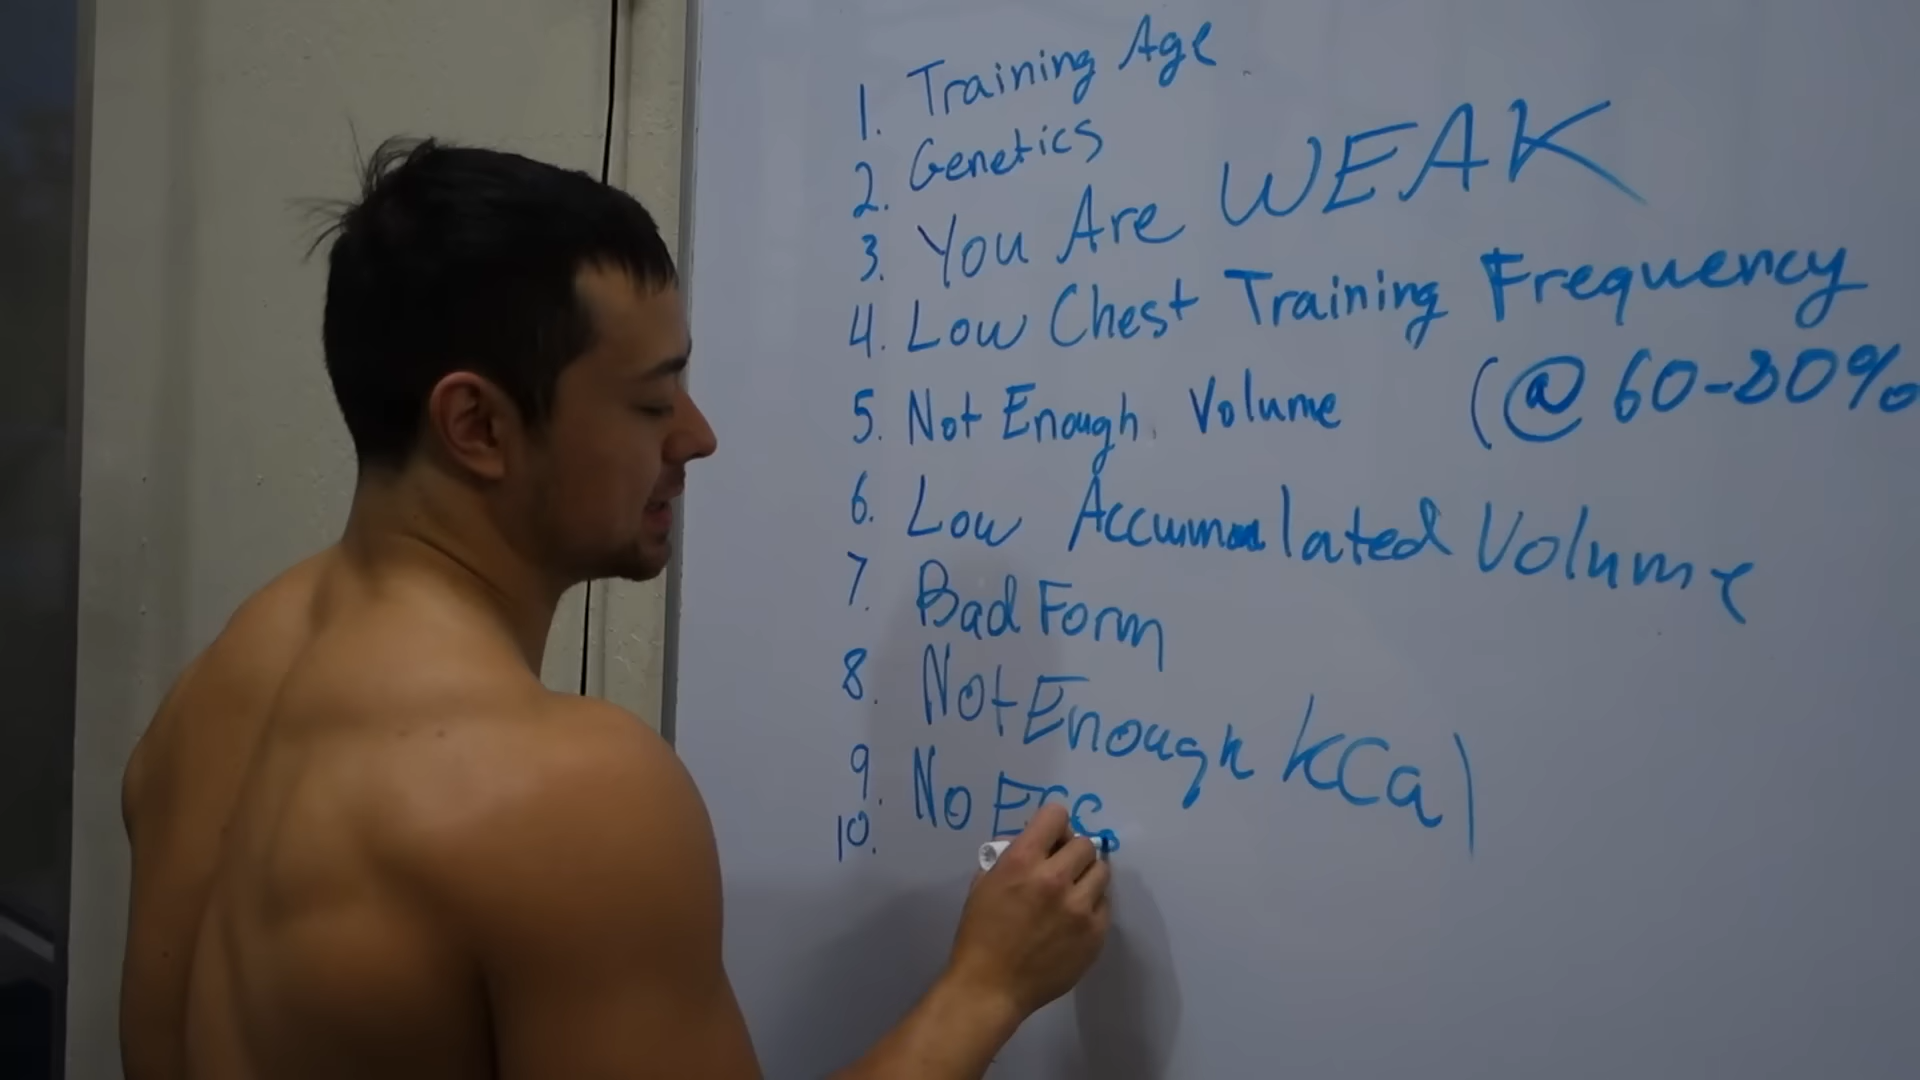 1. Training Age
2. Genetics
3. You Are WEAK
4. Low Chest Training Frequency
5. Not Enough Volume (@ 60-80%
6. Low Accumulated Volume
7. Bad Form
8. Not Enough kcal
9. No
10.